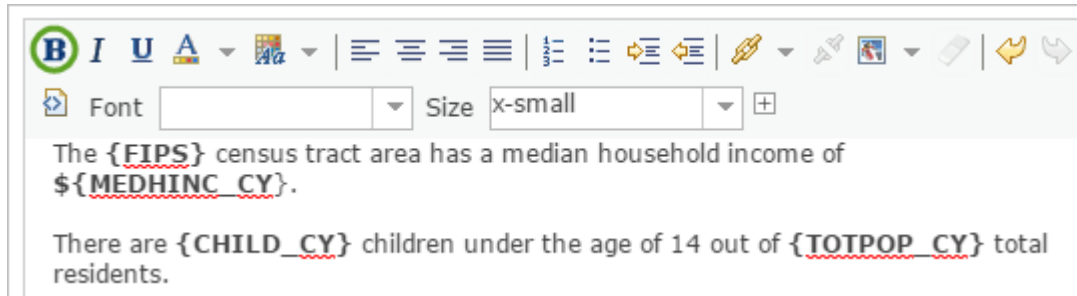 B I U A Aa
Font Size x-small
The {FIPS} census tract area has a median household income of
${MEDHINC_CY}.
There are {CHILD_CY} children under the age of 14 out of {TOTPOP_CY} total
residents.